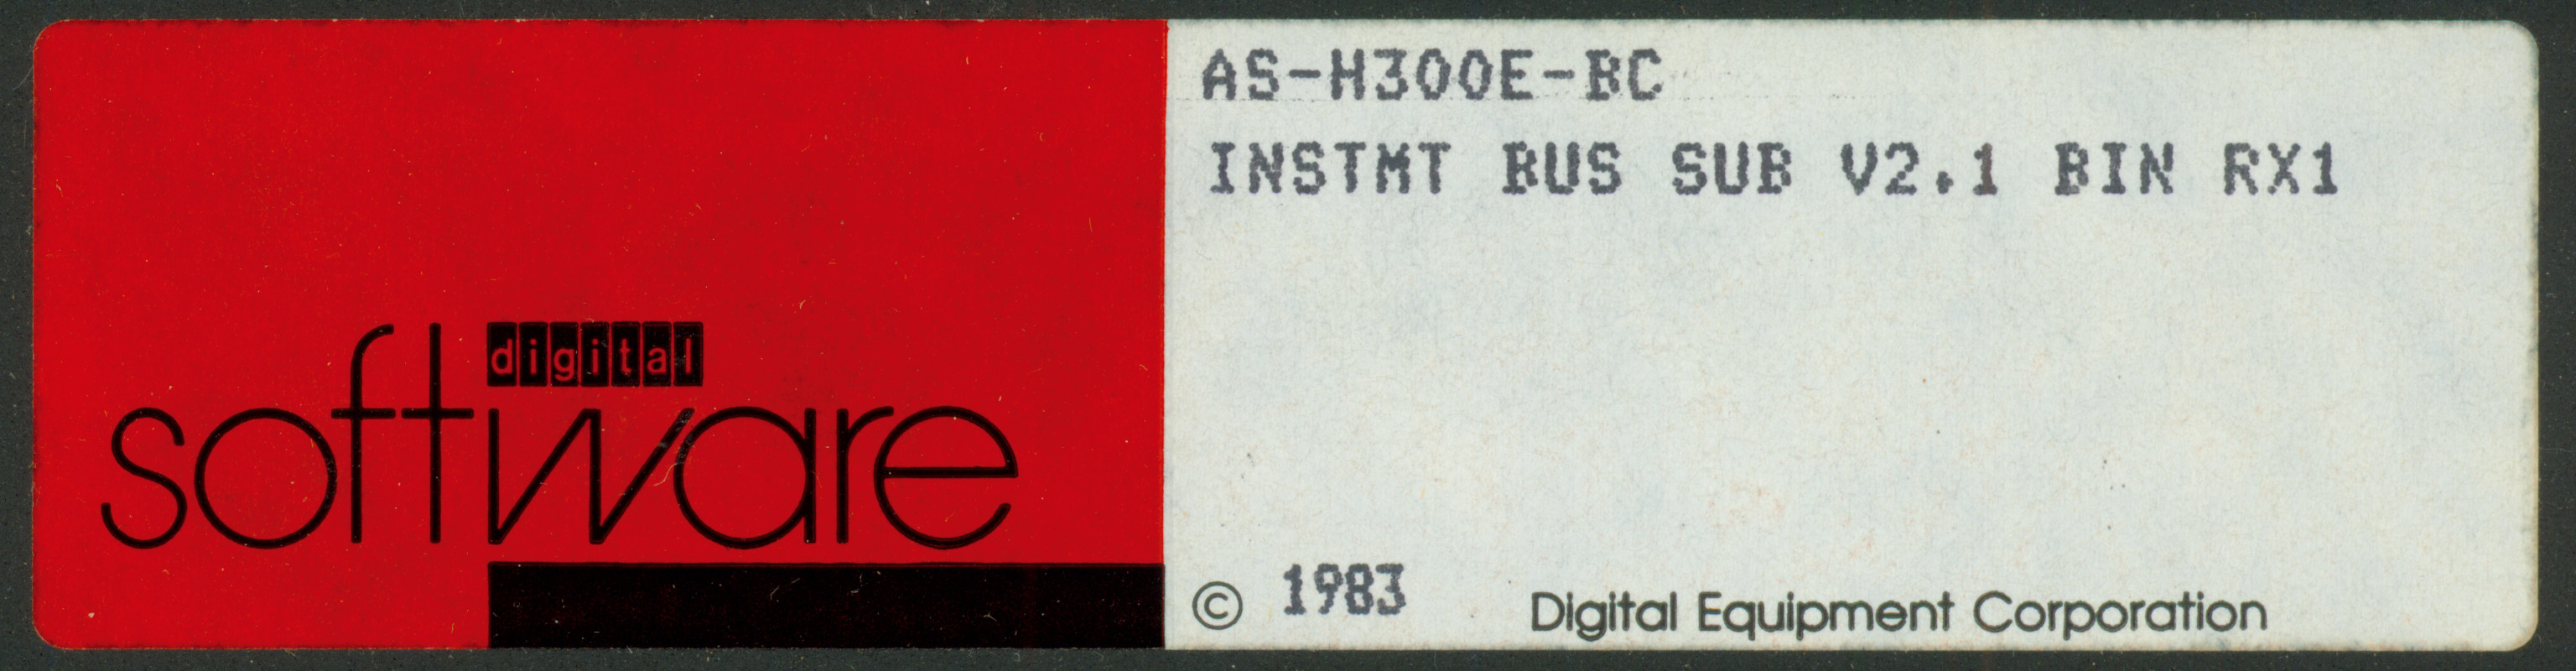 digital
software
AS-H300E-BC
INSTMT BUS SUB V2.1 BIN RX1
© 1983 Digital Equipment Corporation